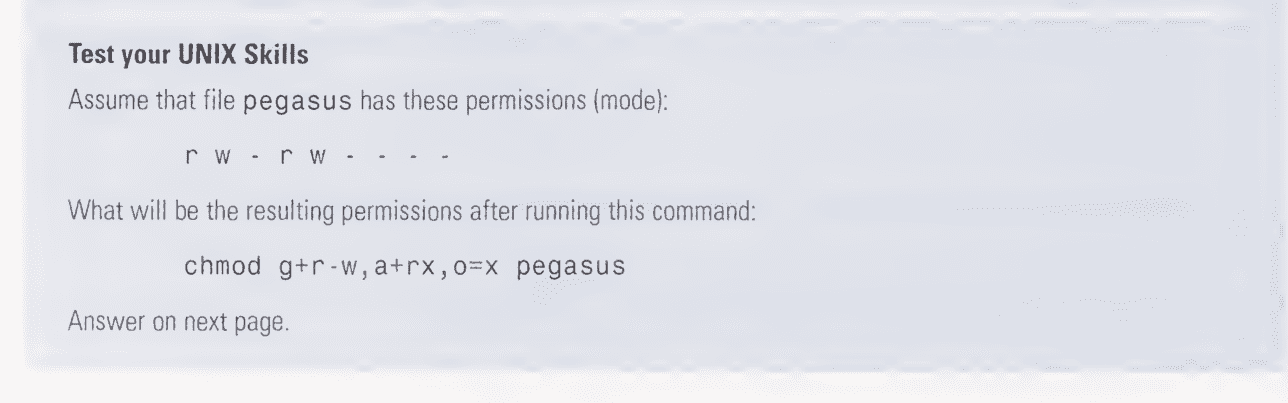 Test your UNIX Skills
Assume that file pegasus has these permissions (mode):
r w - r w - - - -
What will be the resulting permissions after running this command:
chmod g+r-w,a+rx,o=x pegasus
Answer on next page.